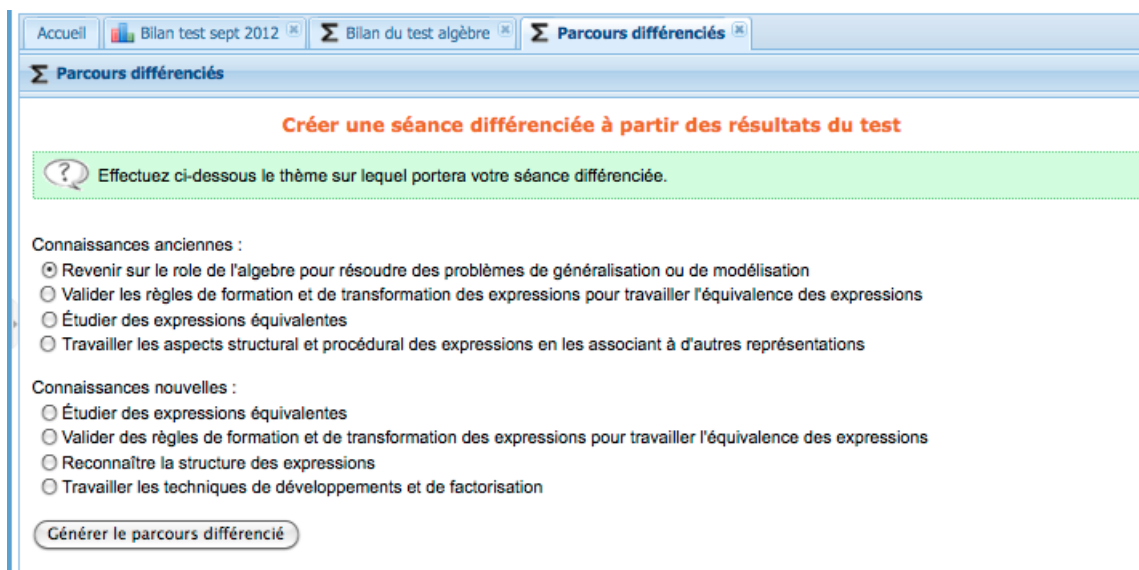 Accueil Bilan test sept 2012 Σ Bilan du test algèbre Σ Parcours différenciés
Σ Parcours différenciés
Créer une séance différenciée à partir des résultats du test
? Effectuez ci-dessous le thème sur lequel portera votre séance différenciée.
Connaissances anciennes :
Revenir sur le role de l'algebre pour résoudre des problèmes de généralisation ou de modélisation
Valider les règles de formation et de transformation des expressions pour travailler l'équivalence des expressions
Étudier des expressions équivalentes
Travailler les aspects structural et procédural des expressions en les associant à d'autres représentations
Connaissances nouvelles :
Étudier des expressions équivalentes
Valider des règles de formation et de transformation des expressions pour travailler l'équivalence des expressions
Reconnaître la structure des expressions
Travailler les techniques de développements et de factorisation
Générer le parcours différencié